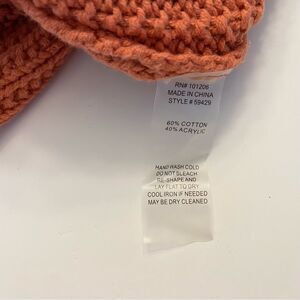 RN# 101206
MADE IN CHINA
STYLE # 59429
60% COTTON
40% ACRYLIC
HAND WASH COLD
DO NOT BLEACH
RE-SHAPE AND
LAY FLAT TO DRY
COOL IRON IF NEEDED
MAY BE DRY CLEANED